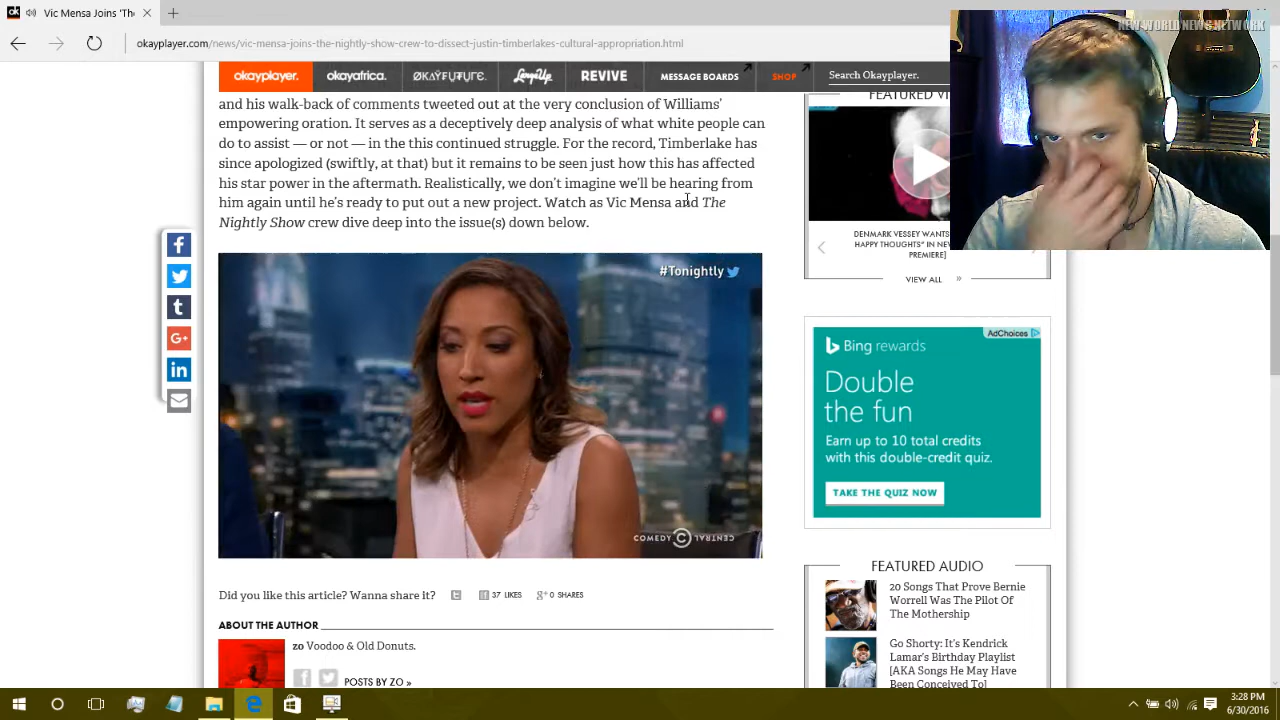 Vic Mensa Joins 'The
okayplayer.com/news/vic-mensa-joins-the-nightly-show-crew-to-dissect-justin-timberlakes-cultural-appropriation.html
NEW WORLD NEWS NETWORK
okayplayer. okayafrica. ØKAYFUTURE. LargeUp REVIVE MESSAGE BOARDS SHOP Search Okayplayer.
and his walk-back of comments tweeted out at the very conclusion of Williams'
empowering oration. It serves as a deceptively deep analysis of what white people can
do to assist — or not — in the this continued struggle. For the record, Timberlake has
since apologized (swiftly, at that) but it remains to be seen just how this has affected
his star power in the aftermath. Realistically, we don't imagine we'll be hearing from
him again until he's ready to put out a new project. Watch as Vic Mensa and The
Nightly Show crew dive deep into the issue(s) down below.
#Tonightly
COMEDY CENTRAL
Did you like this article? Wanna share it? 37 LIKES 0 SHARES
ABOUT THE AUTHOR
zo Voodoo & Old Donuts.
POSTS BY ZO »
FEATURED VI
DENMARK VESSEY WANTS
HAPPY THOUGHTS" IN NEW
PREMIERE]
VIEW ALL »
AdChoices
Bing rewards
Double
the fun
Earn up to 10 total credits
with this double-credit quiz.
TAKE THE QUIZ NOW
FEATURED AUDIO
20 Songs That Prove Bernie
Worrell Was The Pilot Of
The Mothership
Go Shorty: It's Kendrick
Lamar's Birthday Playlist
[AKA Songs He May Have
Been Conceived To]
3:28 PM
6/30/2016